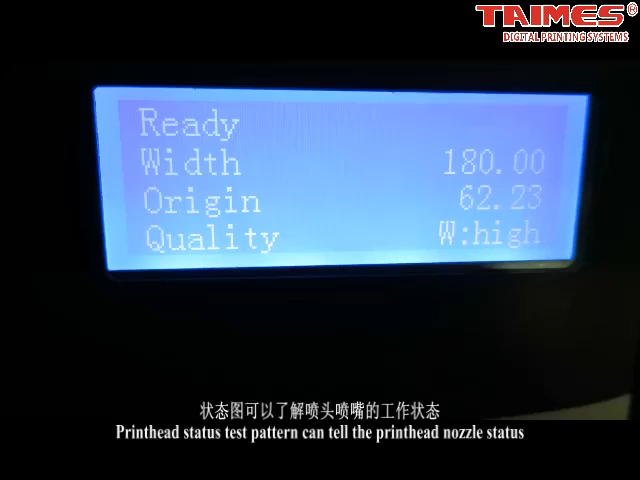 TAIMES®
DIGITAL PRINTING SYSTEMS
Ready
Width 180.00
Origin 62.23
Quality W:high
状态图可以了解喷头喷嘴的工作状态
Printhead status test pattern can tell the printhead nozzle status